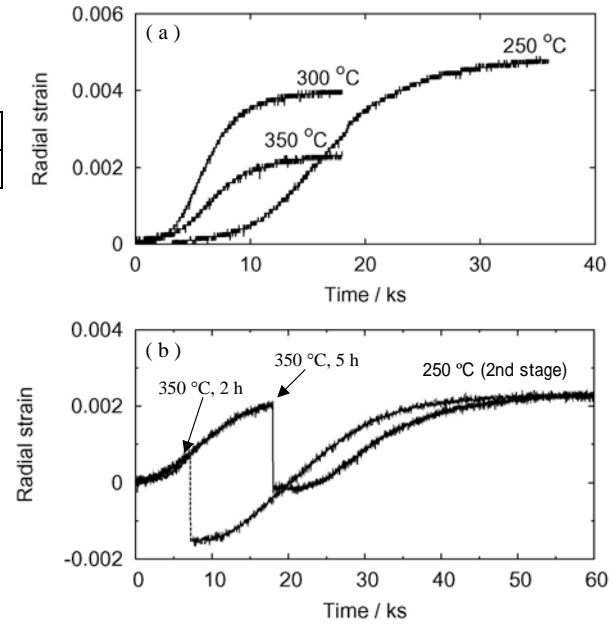 0.006
( a )
250 °C
300 °C
0.004
350 °C
0.002
0
Radial strain
0 10 20 30 40
Time / ks
0.004
( b )
350 °C, 5 h
350 °C, 2 h
250 ºC (2nd stage)
0.002
0
-0.002
Radial strain
0 10 20 30 40 50 60
Time / ks